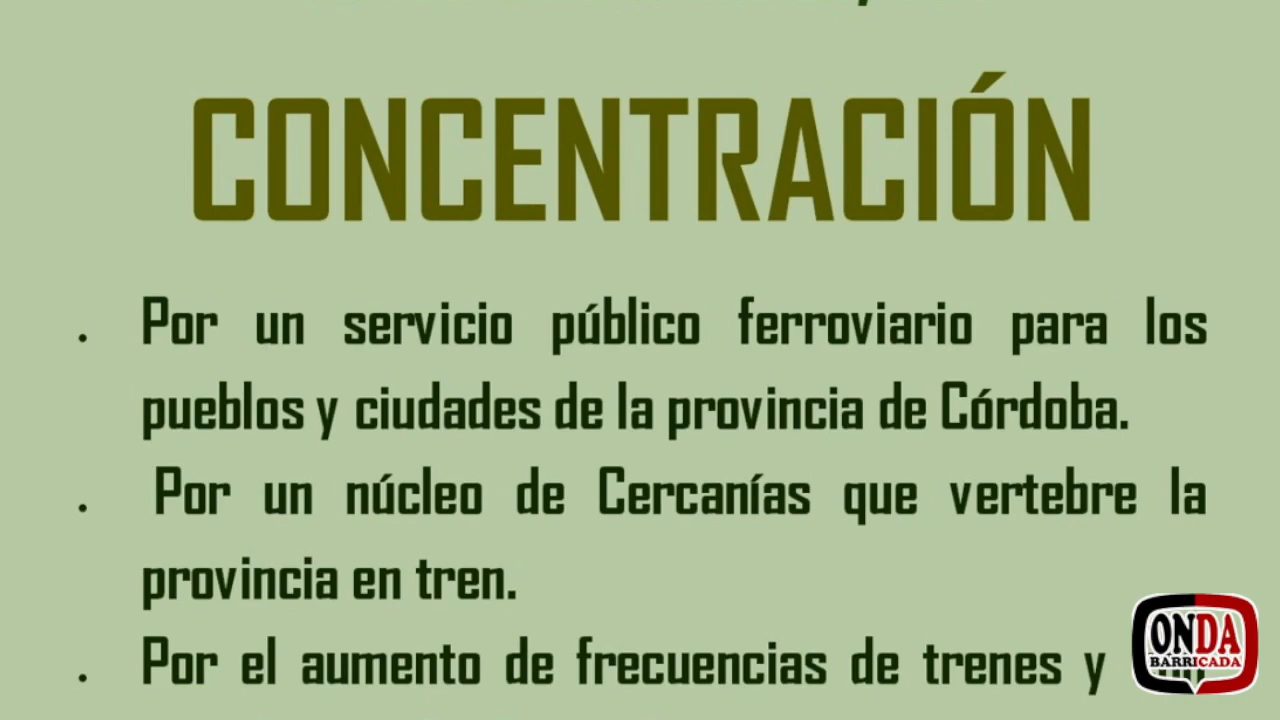 CONCENTRACIÓN
. Por un servicio público ferroviario para los
pueblos y ciudades de la provincia de Córdoba.
. Por un núcleo de Cercanías que vertebre la
provincia en tren.
. Por el aumento de frecuencias de trenes y
ONDA
BARRICADA